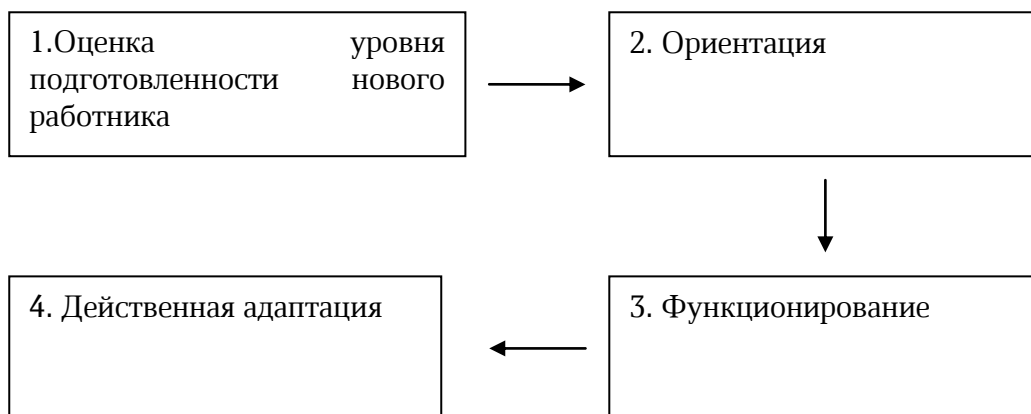 1.Оценка уровня
подготовленности нового
работника
2. Ориентация
3. Функционирование
4. Действенная адаптация